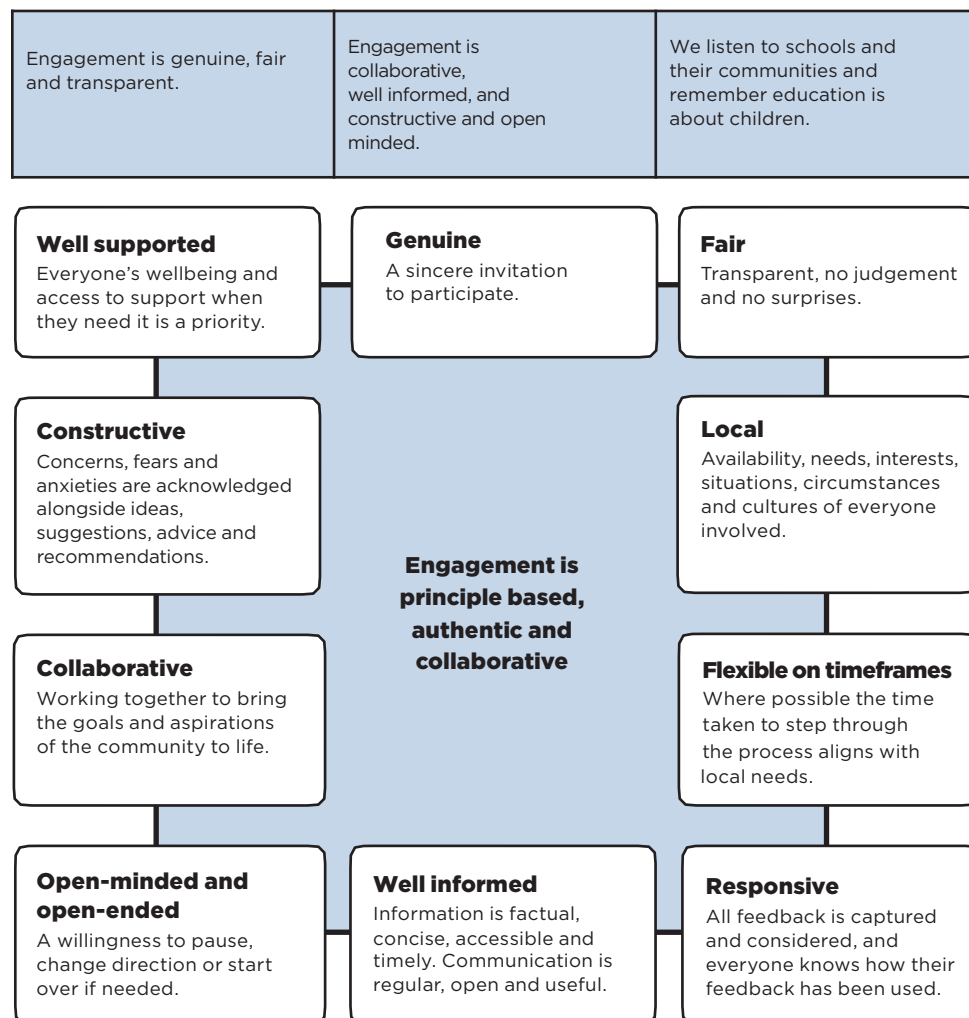 Engagement is genuine, fair
and transparent.
Engagement is
collaborative,
well informed, and
constructive and open
minded.
We listen to schools and
their communities and
remember education is
about children.
Well supported
Everyone’s wellbeing and
access to support when
they need it is a priority.
Genuine
A sincere invitation
to participate.
Fair
Transparent, no judgement
and no surprises.
Constructive
Concerns, fears and
anxieties are acknowledged
alongside ideas,
suggestions, advice and
recommendations.
Local
Availability, needs, interests,
situations, circumstances
and cultures of everyone
involved.
Engagement is
principle based,
authentic and
collaborative
Collaborative
Working together to bring
the goals and aspirations
of the community to life.
Flexible on timeframes
Where possible the time
taken to step through
the process aligns with
local needs.
Open-minded and
open-ended
A willingness to pause,
change direction or start
over if needed.
Well informed
Information is factual,
concise, accessible and
timely. Communication is
regular, open and useful.
Responsive
All feedback is captured
and considered, and
everyone knows how their
feedback has been used.